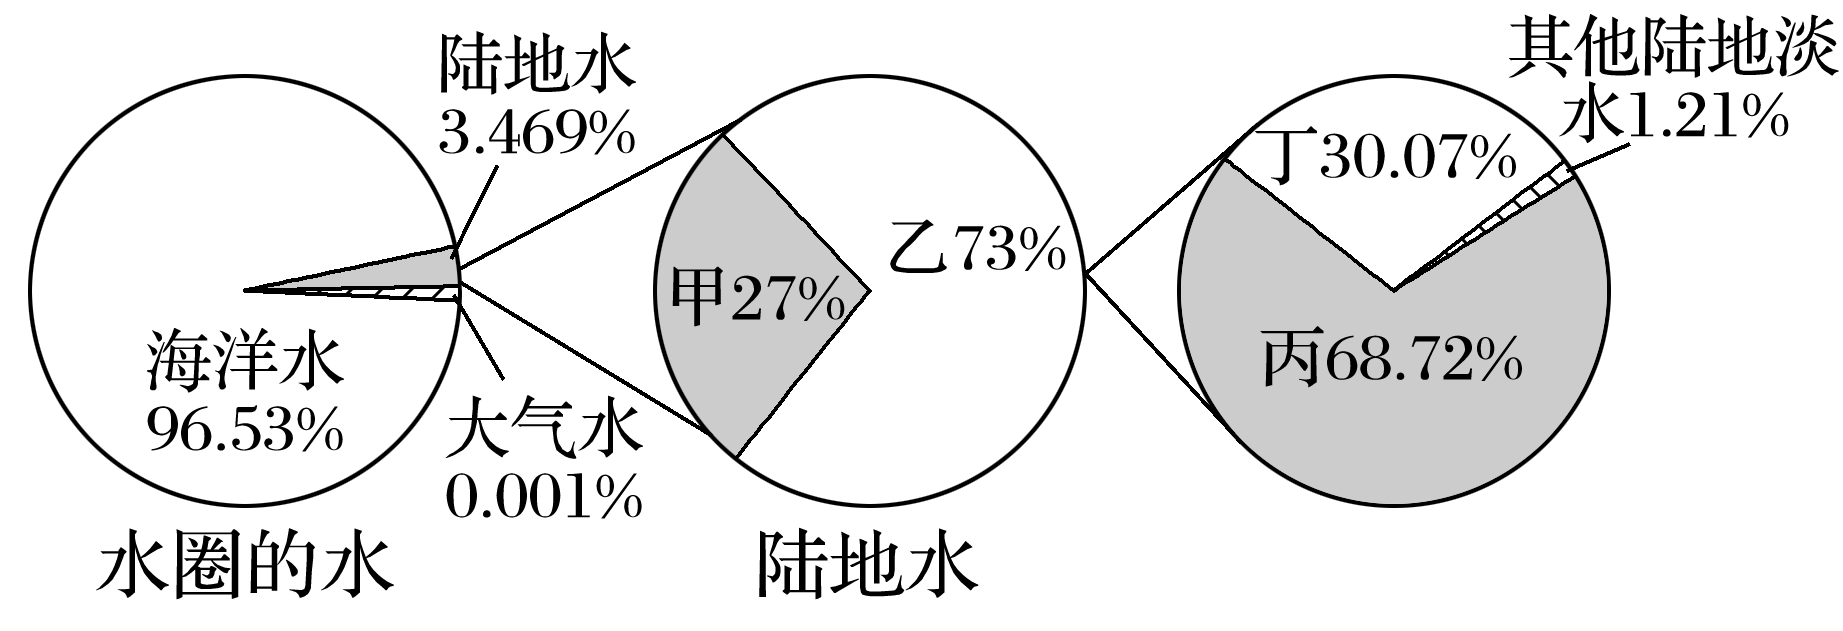 陆地水
3.469%
海洋水
96.53%
大气水
0.001%
水圈的水
甲27%
乙73%
陆地水
其他陆地淡
水1.21%
丁30.07%
丙68.72%